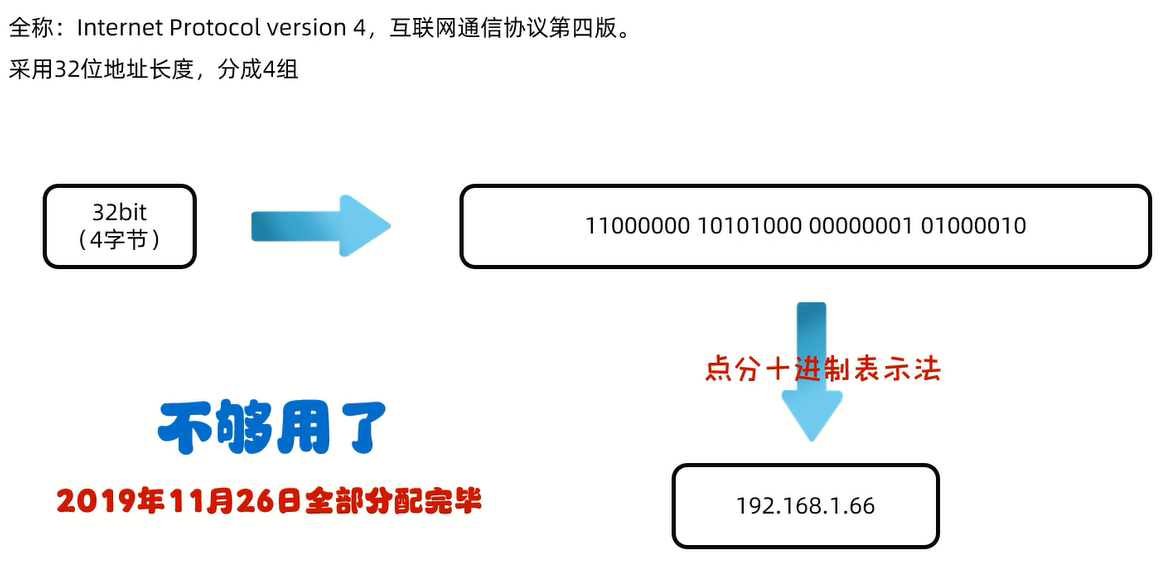 全称：Internet Protocol version 4，互联网通信协议第四版。
采用32位地址长度，分成4组
32bit
（4字节）
11000000 10101000 00000001 01000010
点分十进制表示法
不够用了
2019年11月26日全部分配完毕
192.168.1.66